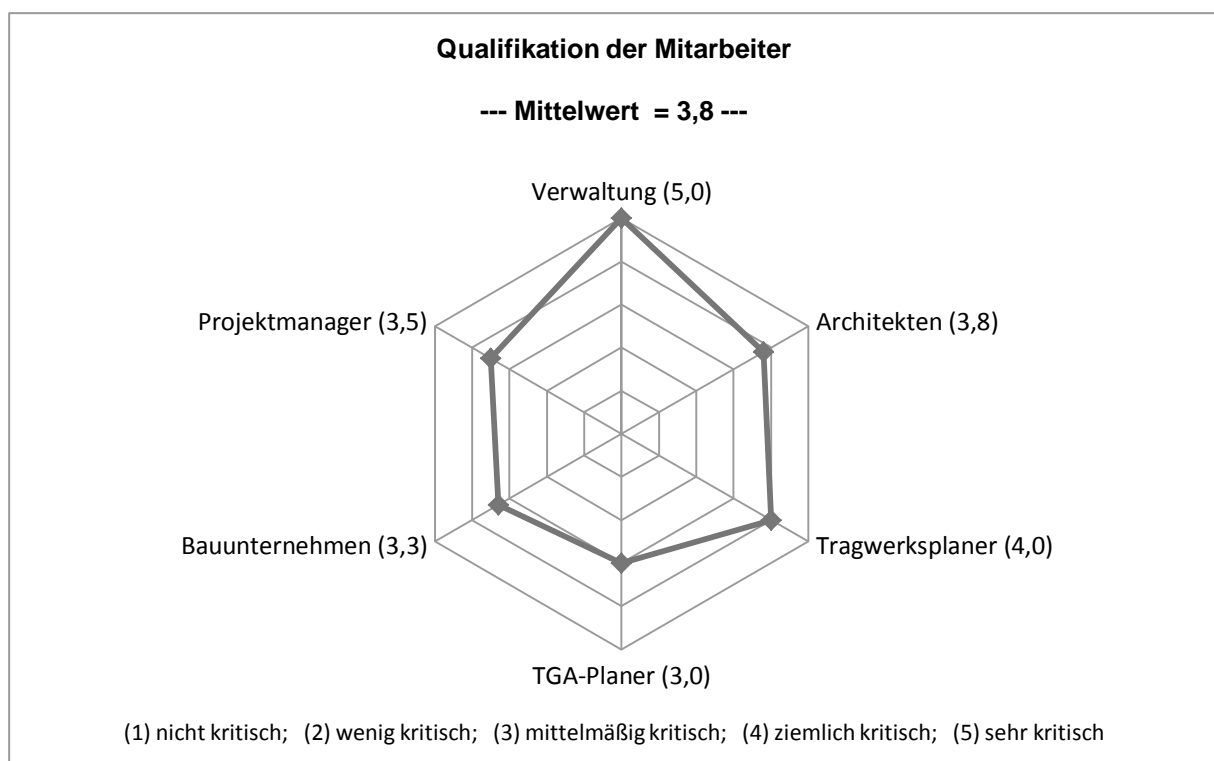 Qualifikation der Mitarbeiter
--- Mittelwert = 3,8 ---
Verwaltung (5,0)
Projektmanager (3,5)
Architekten (3,8)
Bauunternehmen (3,3)
Tragwerksplaner (4,0)
TGA-Planer (3,0)
(1) nicht kritisch; (2) wenig kritisch; (3) mittelmäßig kritisch; (4) ziemlich kritisch; (5) sehr kritisch